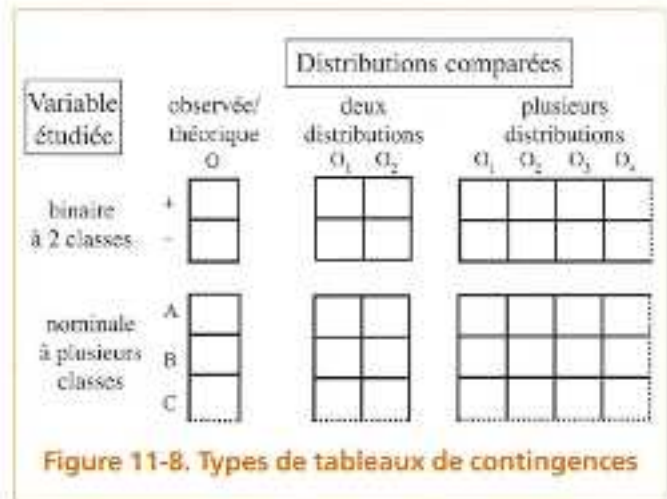 Distributions comparées
Variable étudiée
observée/ théorique
O
deux distributions
O₁ O₂
plusieurs distributions
O₁ O₂ O₃ O₄
binaire à 2 classes
+
-
nominale à plusieurs classes
A
B
C
Figure 11-8. Types de tableaux de contingences